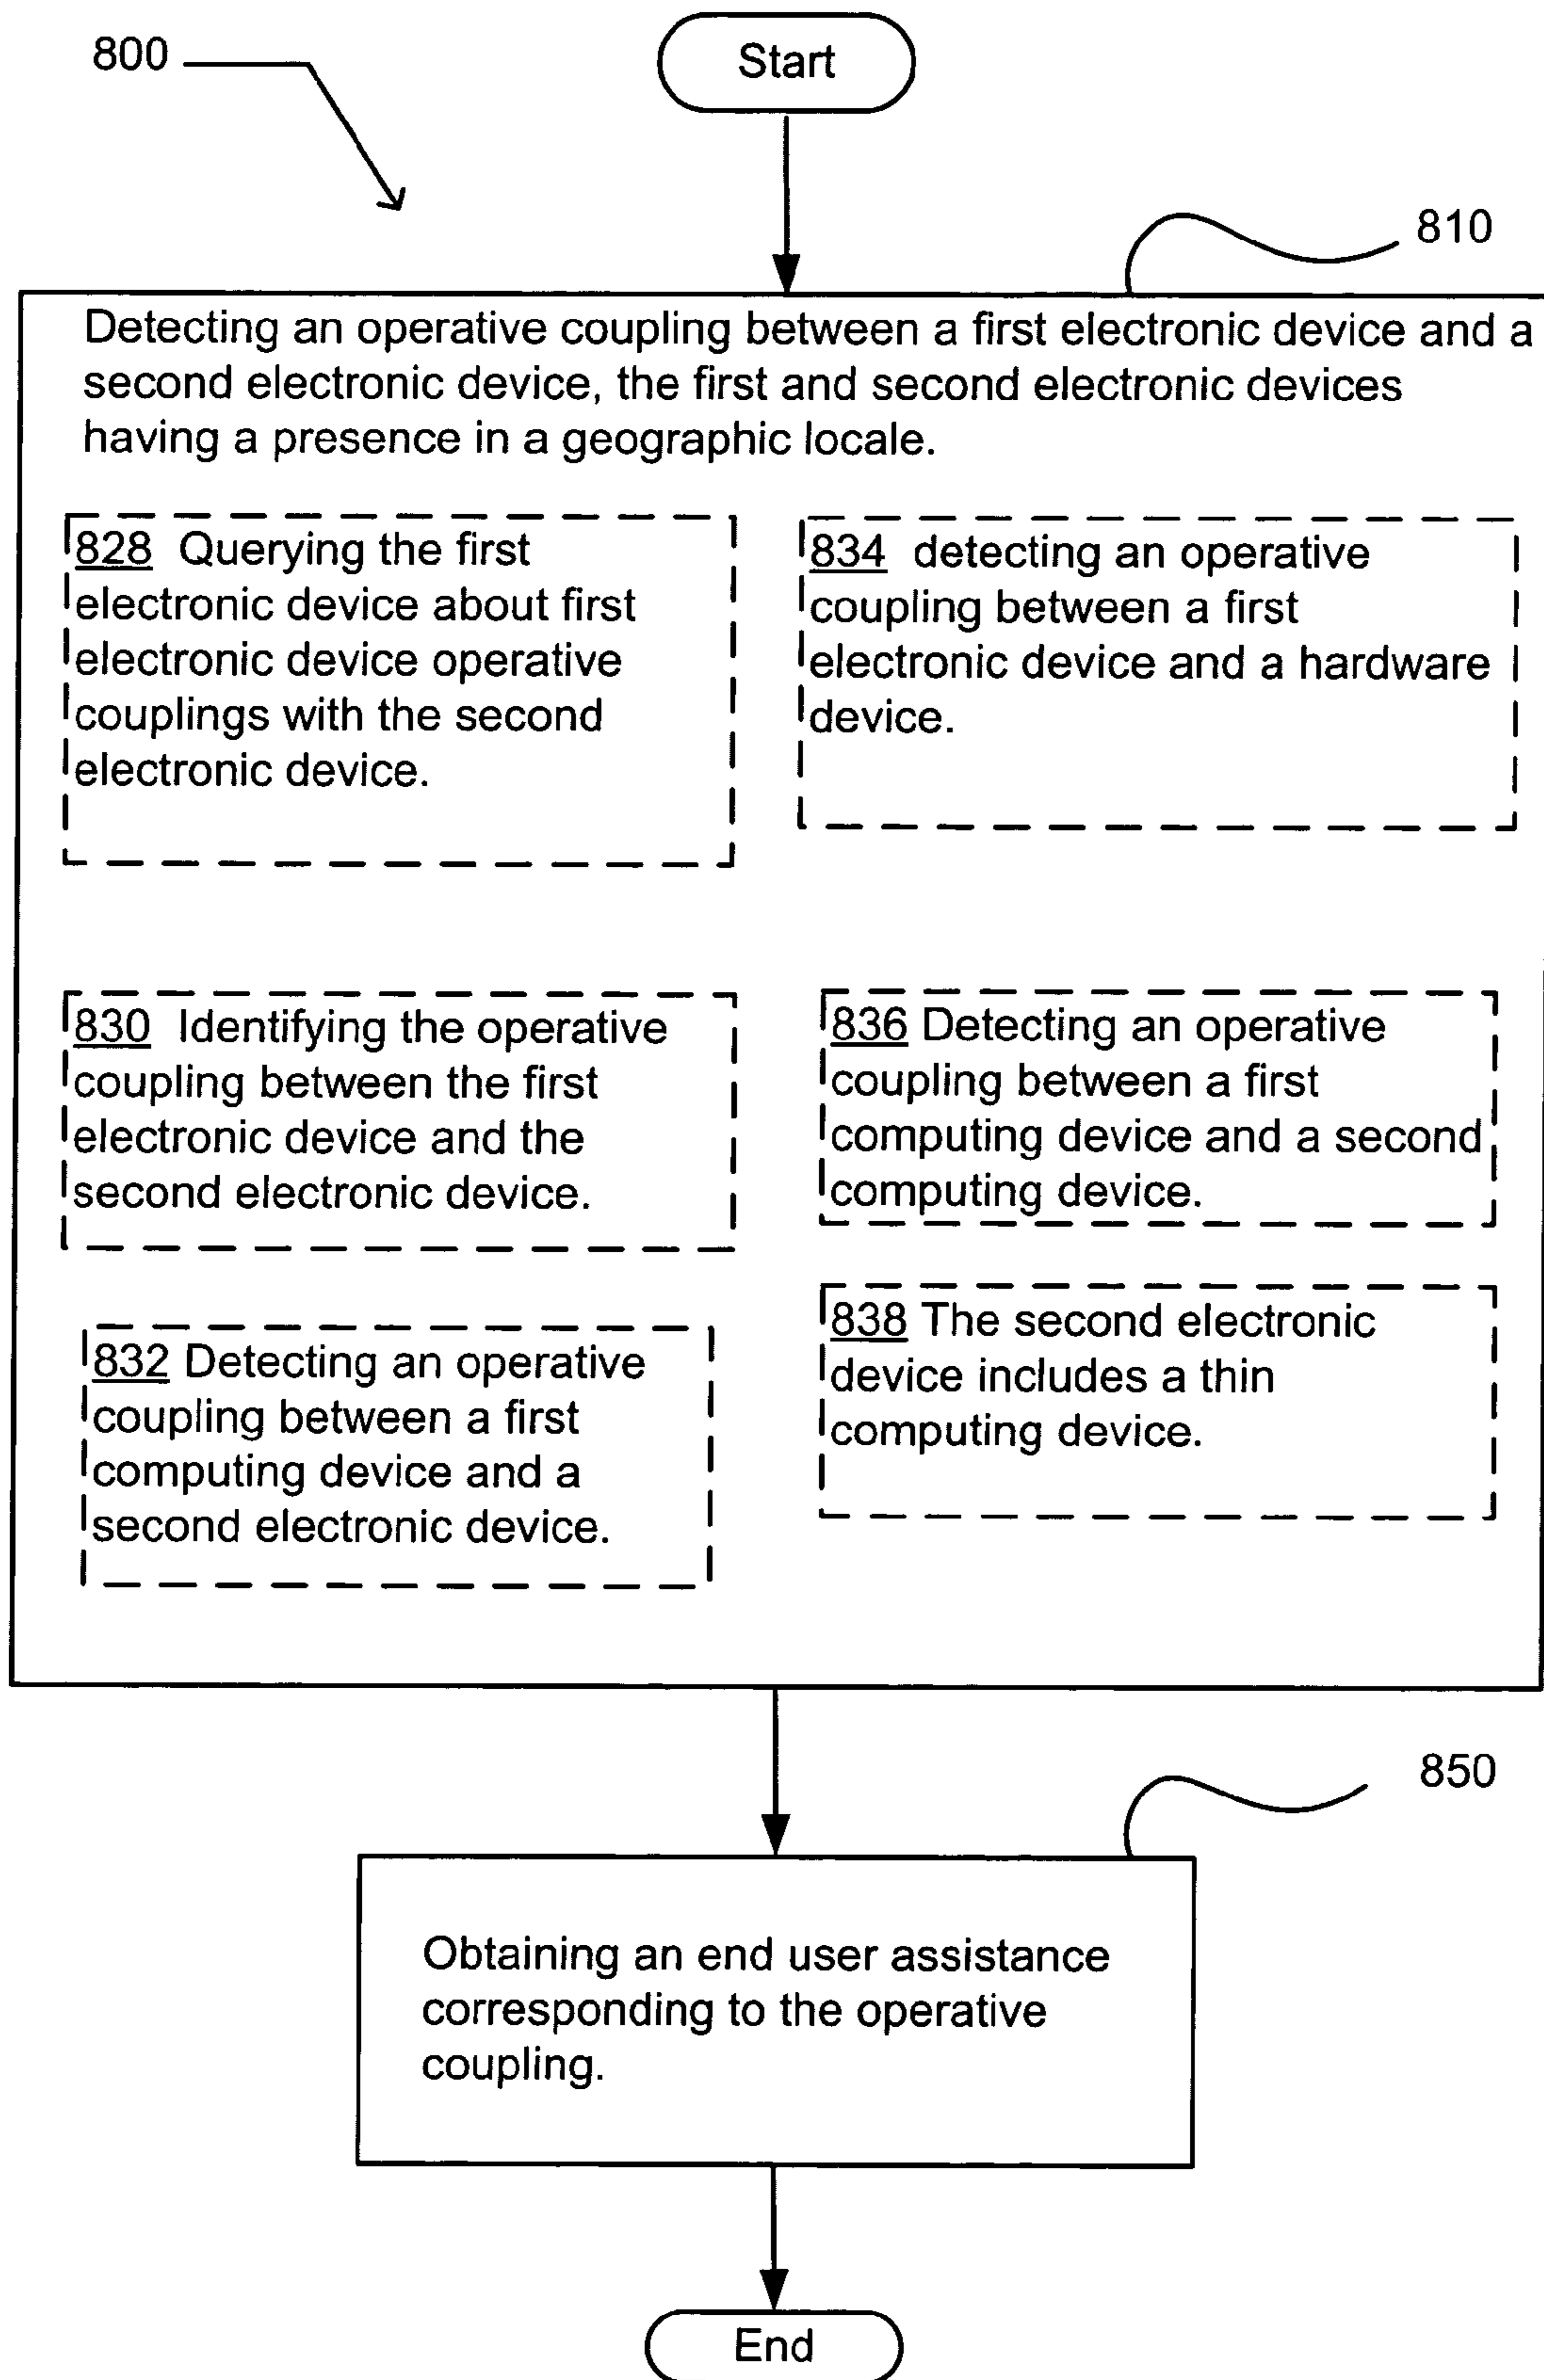 800
Start
810
Detecting an operative coupling between a first electronic device and a
second electronic device, the first and second electronic devices
having a presence in a geographic locale.
828 Querying the first
electronic device about first
electronic device operative
couplings with the second
electronic device.
834 detecting an operative
coupling between a first
electronic device and a hardware
device.
830 Identifying the operative
coupling between the first
electronic device and the
second electronic device.
836 Detecting an operative
coupling between a first
computing device and a second
computing device.
832 Detecting an operative
coupling between a first
computing device and a
second electronic device.
838 The second electronic
device includes a thin
computing device.
850
Obtaining an end user assistance
corresponding to the operative
coupling.
End